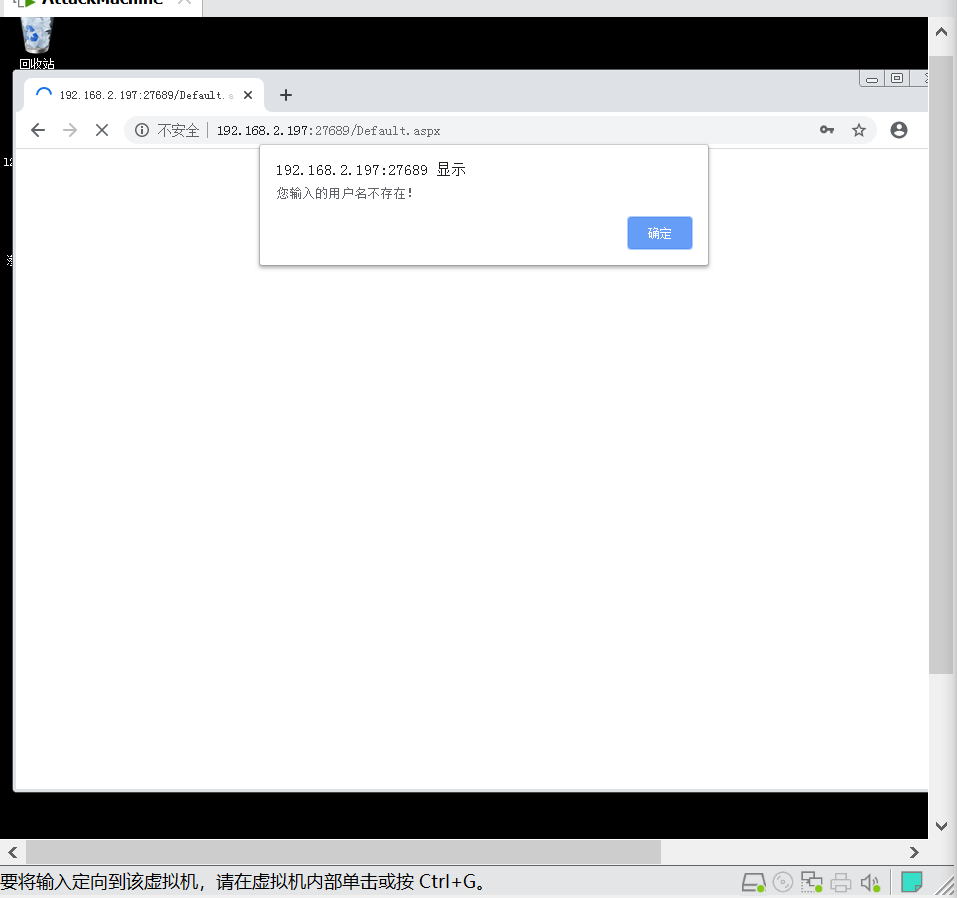 AttackMachine
回收站
192.168.2.197:27689/Default.
不安全 192.168.2.197:27689/Default.aspx
192.168.2.197:27689 显示
您输入的用户名不存在!
确定
12
要将输入定向到该虚拟机，请在虚拟机内部单击或按 Ctrl+G。